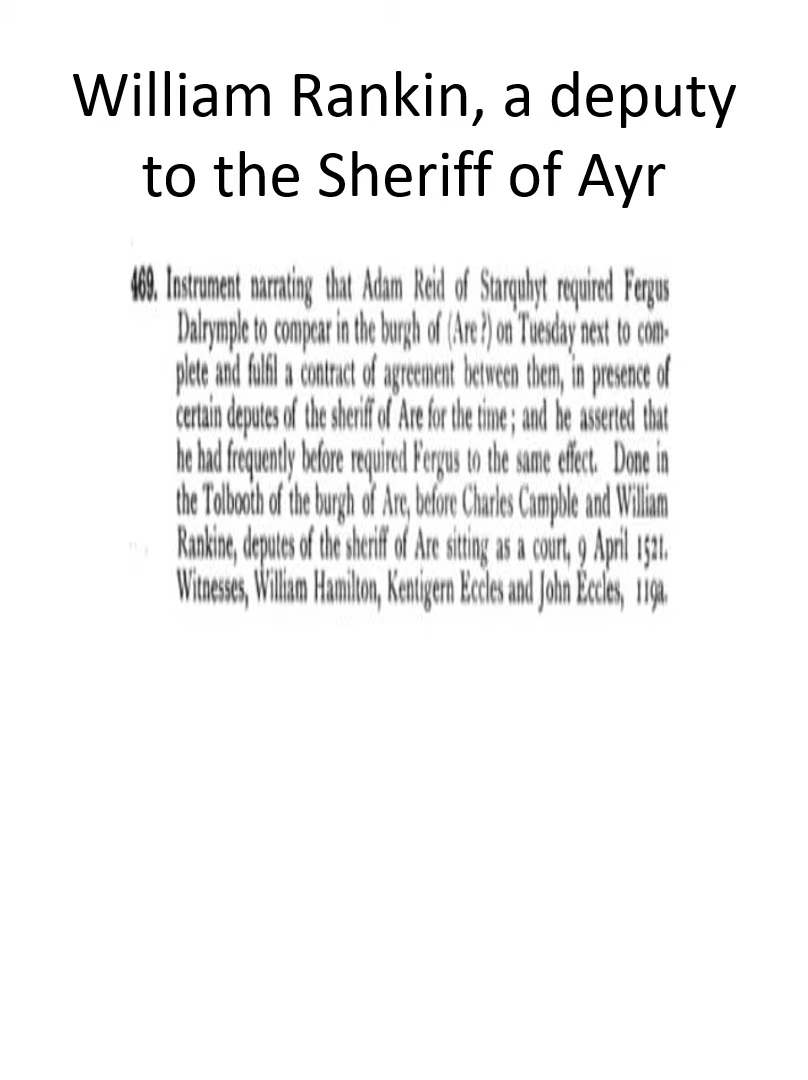 William Rankin, a deputy
to the Sheriff of Ayr
469. Instrument narrating that Adam Reid of Starquhyt required Fergus
Dalrymple to compear in the burgh of (Are?) on Tuesday next to com-
plete and fulfil a contract of agreement between them, in presence of
certain deputes of the sheriff of Are for the time; and he asserted that
he had frequently before required Fergus to the same effect. Done in
the Tolbooth of the burgh of Are, before Charles Campble and William
Rankine, deputes of the sheriff of Are sitting as a court, 9 April 1521.
Witnesses, William Hamilton, Kentigern Eccles and John Eccles, 119a.